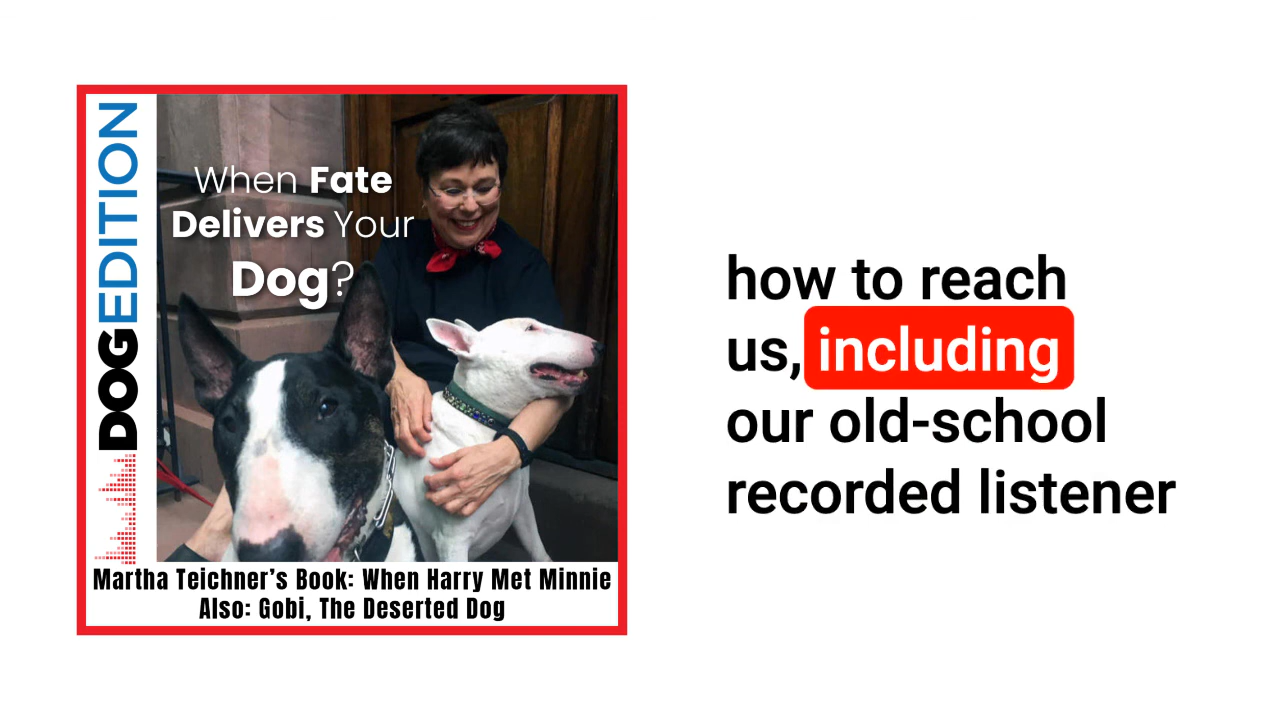 DOGEDITION
When Fate
Delivers Your
Dog?
Martha Teichner's Book: When Harry Met Minnie
Also: Gobi, The Deserted Dog
how to reach
us, including
our old-school
recorded listener